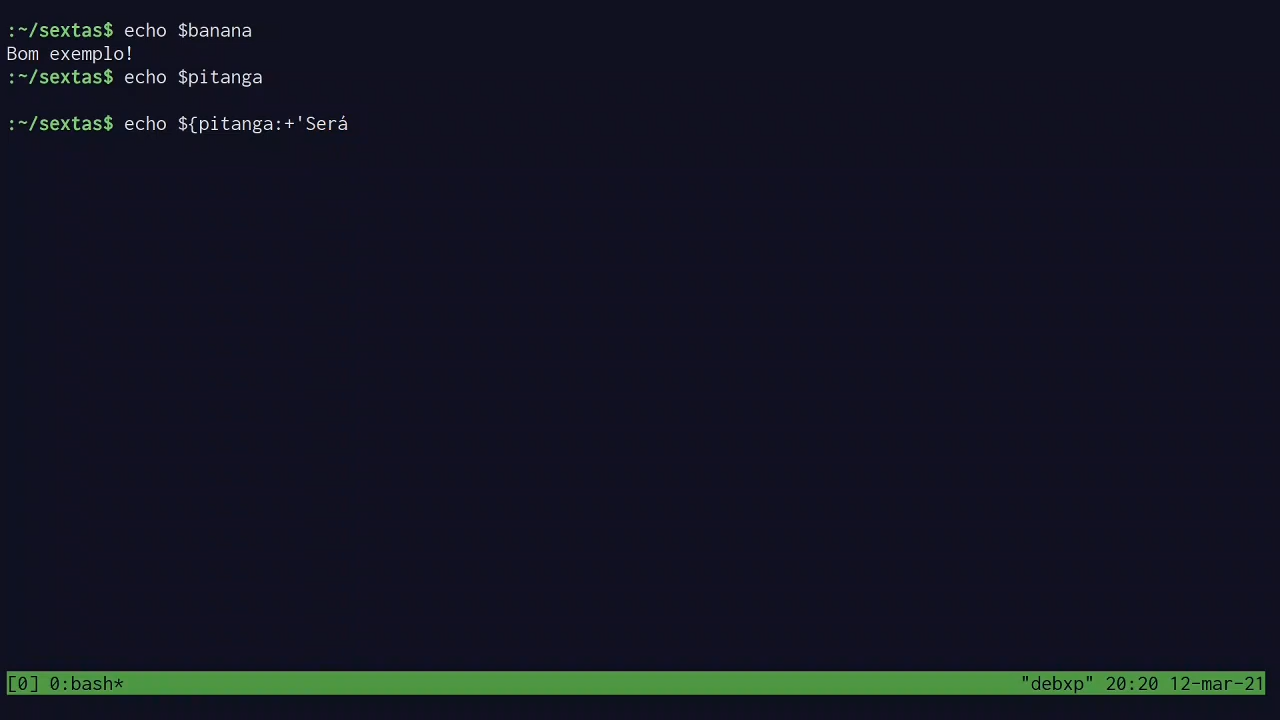 :~/sextas$ echo $banana
Bom exemplo!
:~/sextas$ echo $pitanga
:~/sextas$ echo ${pitanga:+'Será
[0] 0:bash* "debxp" 20:20 12-mar-21